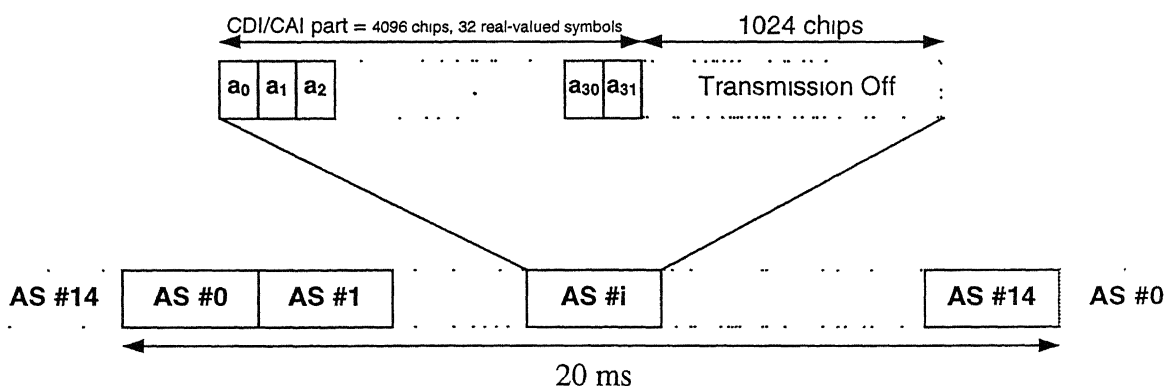 CDI/CAI part = 4096 chips, 32 real-valued symbols
1024 chips
a0 a1 a2 a30 a31 Transmission Off
AS #14 AS #0 AS #1 AS #i AS #14 AS #0
20 ms